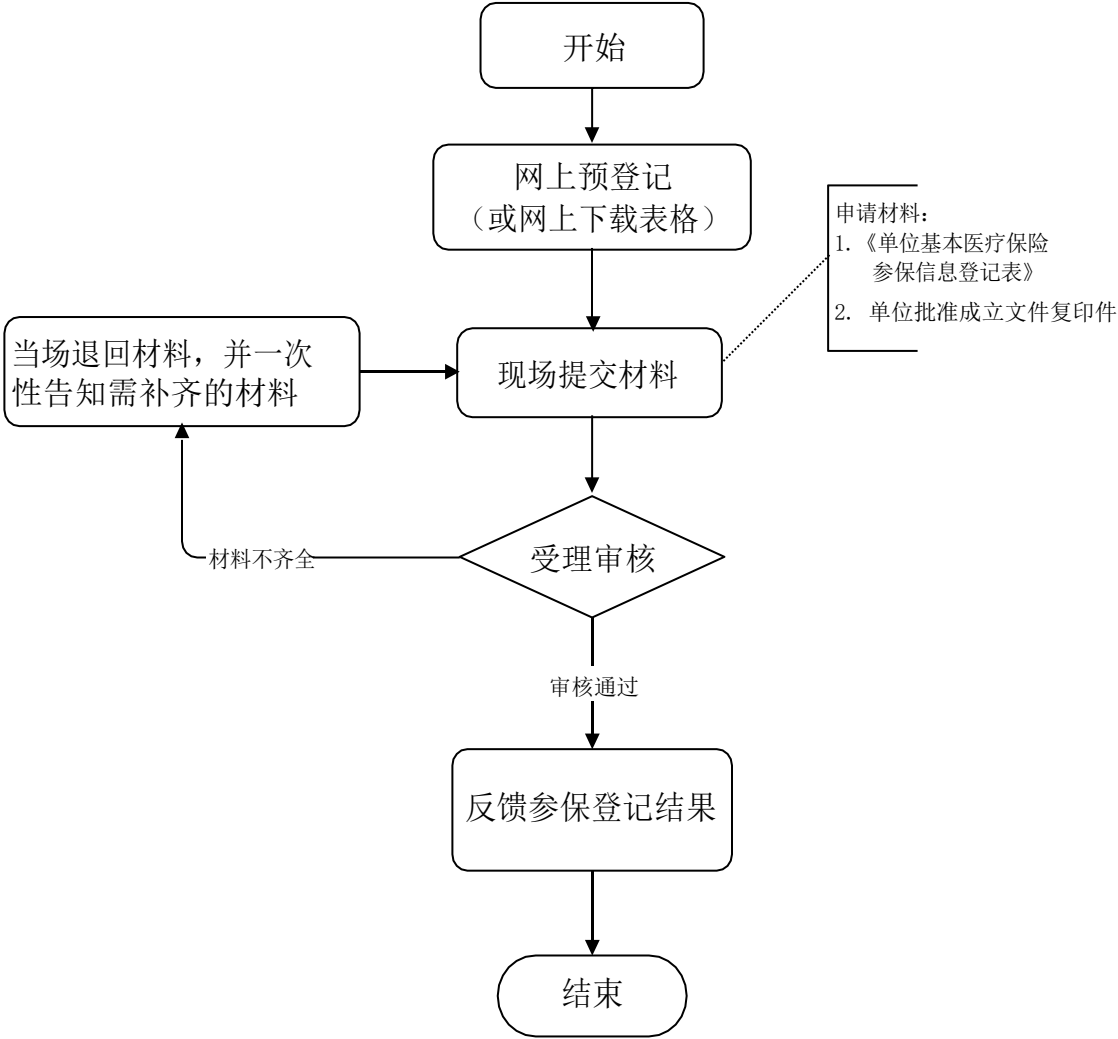 开始
网上预登记
（或网上下载表格）
申请材料：
1.《单位基本医疗保险
参保信息登记表》
2. 单位批准成立文件复印件
当场退回材料，并一次
性告知需补齐的材料
现场提交材料
受理审核
材料不齐全
审核通过
反馈参保登记结果
结束